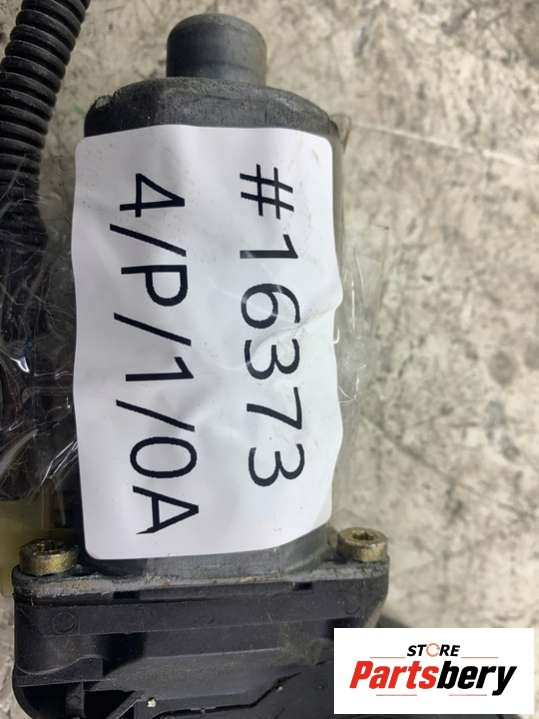 #16373
4/P/1/0A
STORE
Partsbery